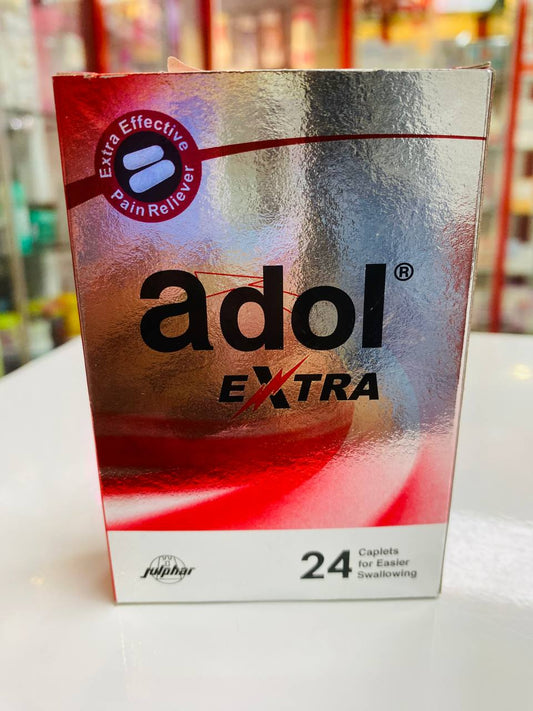 Extra Effective
Pain Reliever
adol®
EXTRA
julphar
24 Caplets
for Easier
Swallowing